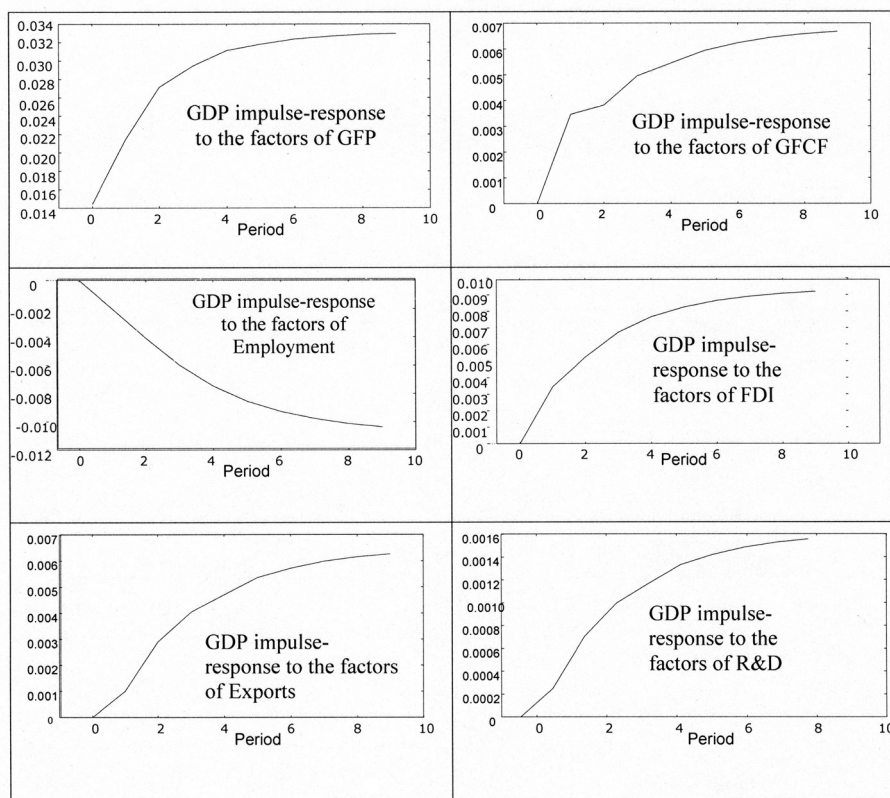 0.034
0.032
0.030
0.028
0.026
0.024
0.022
0.020
0.018
0.016
0.014
GDP impulse-response
to the factors of GFP
0 2 4 6 8 10
Period
0.007
0.006
0.005
0.004
0.003
0.002
0.001
0
GDP impulse-response
to the factors of GFCF
0 2 4 6 8 10
Period
0
-0.002
-0.004
-0.006
-0.008
-0.010
-0.012
GDP impulse-response
to the factors of
Employment
0 2 4 6 8 10
Period
0.010
0.009
0.008
0.007
0.006
0.005
0.004
0.003
0.002
0.001
0
GDP impulse-
response to the
factors of FDI
0 2 4 6 8 10
Period
0.007
0.006
0.005
0.004
0.003
0.002
0.001
0
GDP impulse-
response to the factors
of Exports
0 2 4 6 8 10
Period
0.0016
0.0016
0.0014
0.0010
0.0008
0.0006
0.0004
0.0002
0
GDP impulse-
response to the
factors of R&D
0 2 4 6 8 10
Period